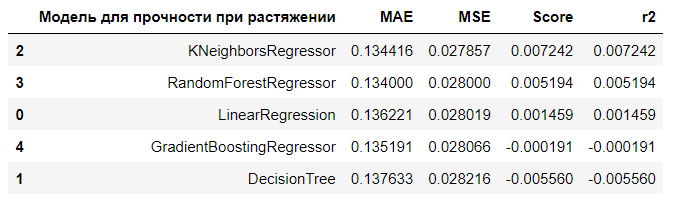 Модель для прочности при растяжении MAE MSE Score r2
2 KNeighborsRegressor 0.134416 0.027857 0.007242 0.007242
3 RandomForestRegressor 0.134000 0.028000 0.005194 0.005194
0 LinearRegression 0.136221 0.028019 0.001459 0.001459
4 GradientBoostingRegressor 0.135191 0.028066 -0.000191 -0.000191
1 DecisionTree 0.137633 0.028216 -0.005560 -0.005560